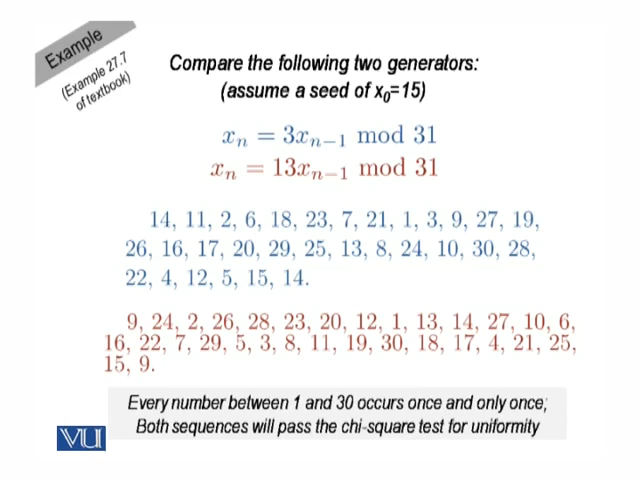 Example
(Example 27.7
of textbook)
Compare the following two generators:
(assume a seed of x₀=15)
xₙ = 3xₙ₋₁ mod 31
xₙ = 13xₙ₋₁ mod 31
14, 11, 2, 6, 18, 23, 7, 21, 1, 3, 9, 27, 19,
26, 16, 17, 20, 29, 25, 13, 8, 24, 10, 30, 28,
22, 4, 12, 5, 15, 14.
9, 24, 2, 26, 28, 23, 20, 12, 1, 13, 14, 27, 10, 6,
16, 22, 7, 29, 5, 3, 8, 11, 19, 30, 18, 17, 4, 21, 25,
15, 9.
Every number between 1 and 30 occurs once and only once;
Both sequences will pass the chi-square test for uniformity
VU